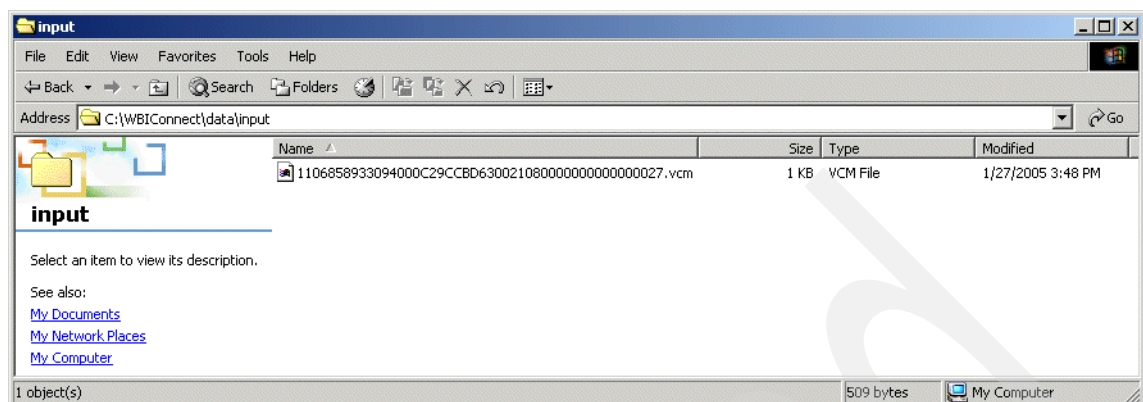 input
File Edit View Favorites Tools Help
Back Search Folders
Address C:\WBIConnect\data\input Go
Name Size Type Modified
1106858933094000C29CCBD630021080000000000000027.vcm 1 KB VCM File 1/27/2005 3:48 PM
input
Select an item to view its description.
See also:
My Documents
My Network Places
My Computer
1 object(s) 509 bytes My Computer